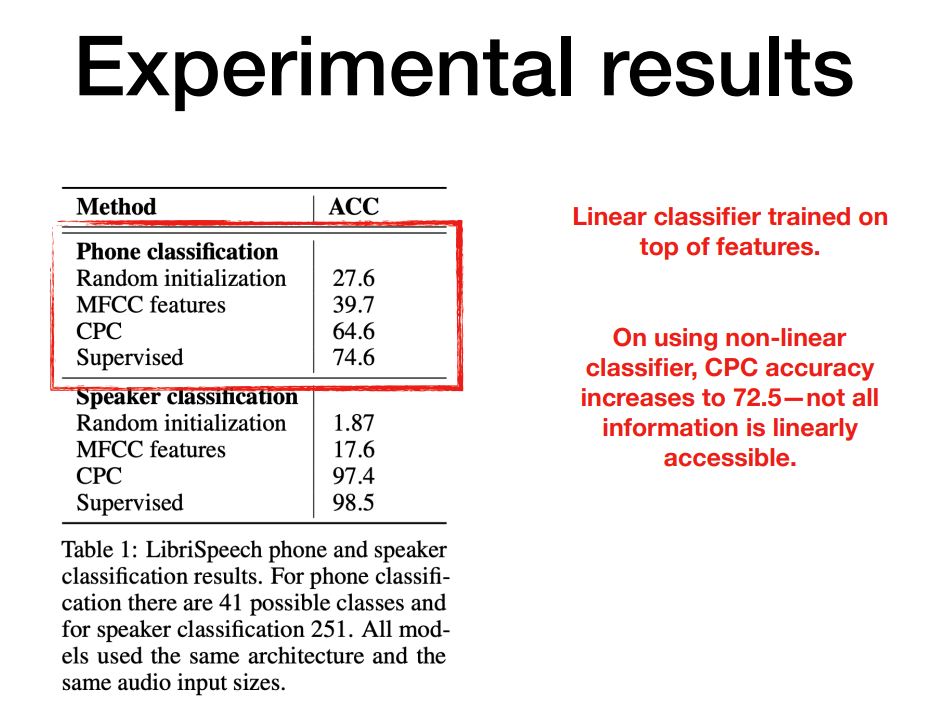 Experimental results
Method ACC
Phone classification
Random initialization 27.6
MFCC features 39.7
CPC 64.6
Supervised 74.6
Speaker classification
Random initialization 1.87
MFCC features 17.6
CPC 97.4
Supervised 98.5
Table 1: LibriSpeech phone and speaker
classification results. For phone classifi-
cation there are 41 possible classes and
for speaker classification 251. All mod-
els used the same architecture and the
same audio input sizes.
Linear classifier trained on
top of features.
On using non-linear
classifier, CPC accuracy
increases to 72.5—not all
information is linearly
accessible.